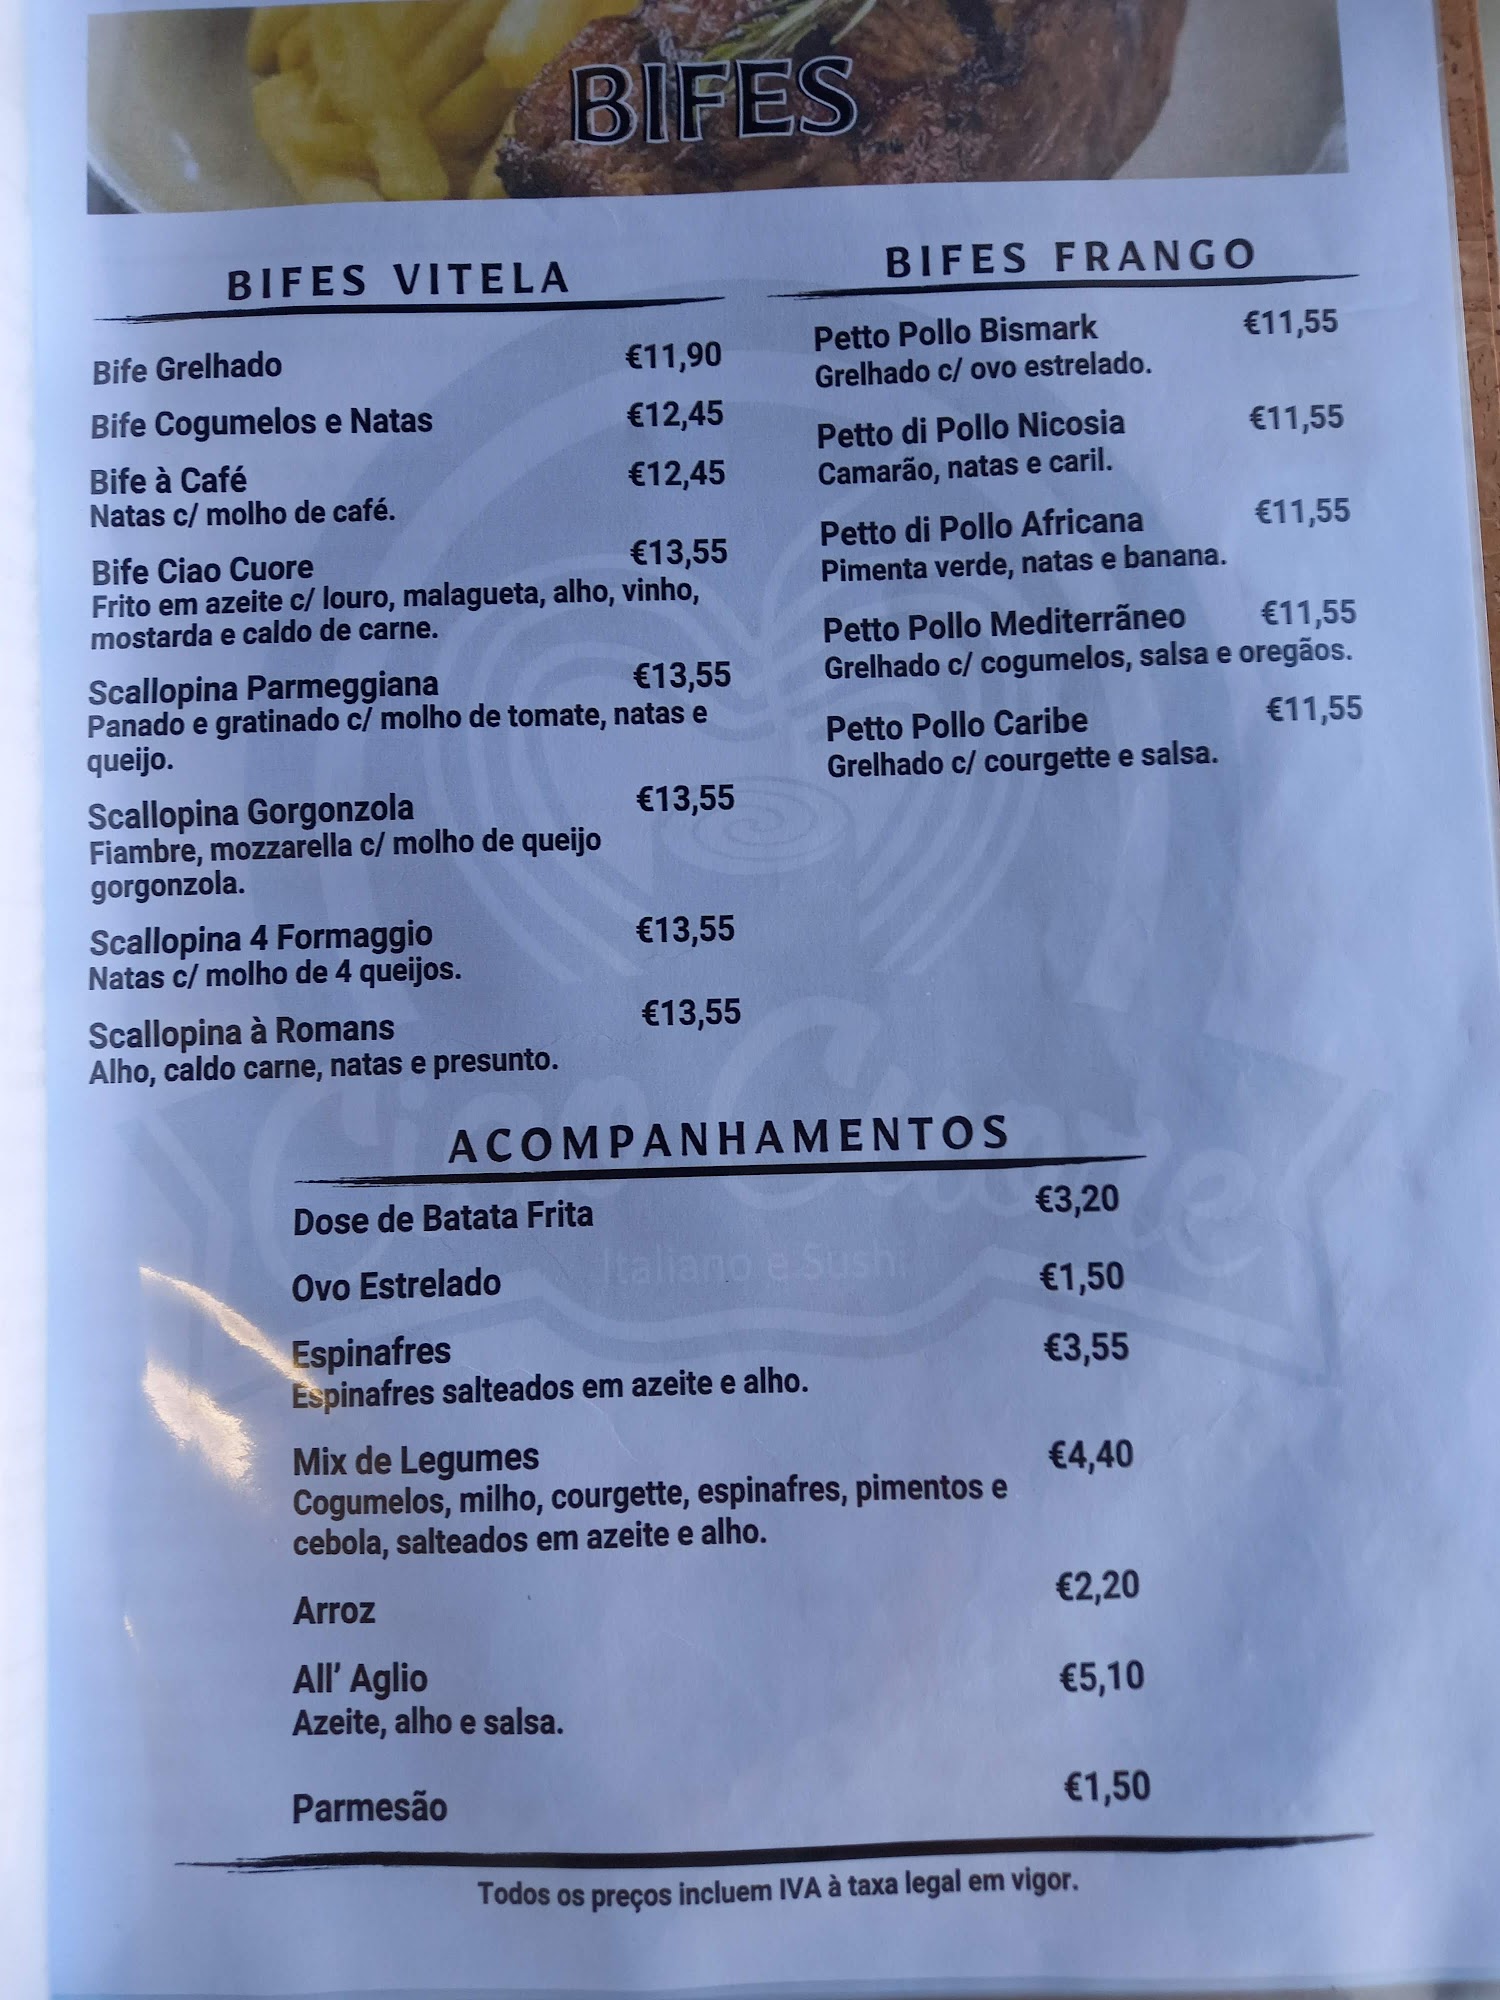 BIFES
BIFES VITELA
Bife Grelhado €11,90
Bife Cogumelos e Natas €12,45
Bife à Café €12,45
Natas c/ molho de café.
Bife Ciao Cuore €13,55
Frito em azeite c/ louro, malagueta, alho, vinho,
mostarda e caldo de carne.
Scallopina Parmeggiana €13,55
Panado e gratinado c/ molho de tomate, natas e
queijo.
Scallopina Gorgonzola €13,55
Fiambre, mozzarella c/ molho de queijo
gorgonzola.
Scallopina 4 Formaggio €13,55
Natas c/ molho de 4 queijos.
Scallopina à Romans €13,55
Alho, caldo carne, natas e presunto.
BIFES FRANGO
Petto Pollo Bismark €11,55
Grelhado c/ ovo estrelado.
Petto di Pollo Nicosia €11,55
Camarão, natas e caril.
Petto di Pollo Africana €11,55
Pimenta verde, natas e banana.
Petto Pollo Mediterrãneo €11,55
Grelhado c/ cogumelos, salsa e oregãos.
Petto Pollo Caribe €11,55
Grelhado c/ courgette e salsa.
ACOMPANHAMENTOS
Dose de Batata Frita €3,20
Ovo Estrelado €1,50
Espinafres €3,55
Espinafres salteados em azeite e alho.
Mix de Legumes €4,40
Cogumelos, milho, courgette, espinafres, pimentos e
cebola, salteados em azeite e alho.
Arroz €2,20
All' Aglio €5,10
Azeite, alho e salsa.
Parmesão €1,50
Todos os preços incluem IVA à taxa legal em vigor.
Ciao Cuore
Italiano e Sushi